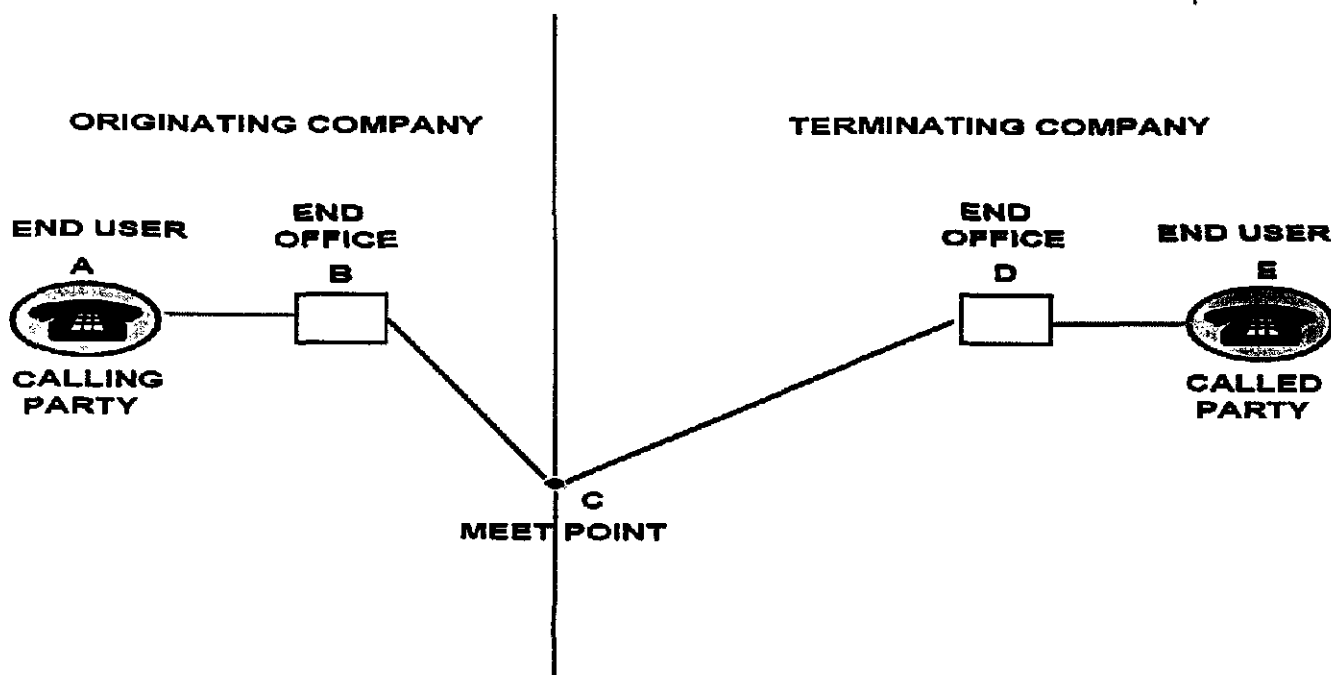 ORIGINATING COMPANY
TERMINATING COMPANY
END USER
A
CALLING
PARTY
END
OFFICE
B
C
MEET POINT
END
OFFICE
D
END USER
E
CALLED
PARTY